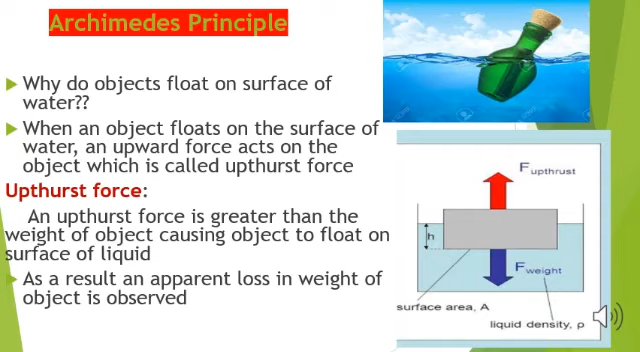 Archimedes Principle
Why do objects float on surface of
water??
When an object floats on the surface of
water, an upward force acts on the
object which is called upthurst force
Upthurst force:
An upthurst force is greater than the
weight of object causing object to float on
surface of liquid
As a result an apparent loss in weight of
object is observed
F upthrust
h
F weight
surface area, A
liquid density, ρ